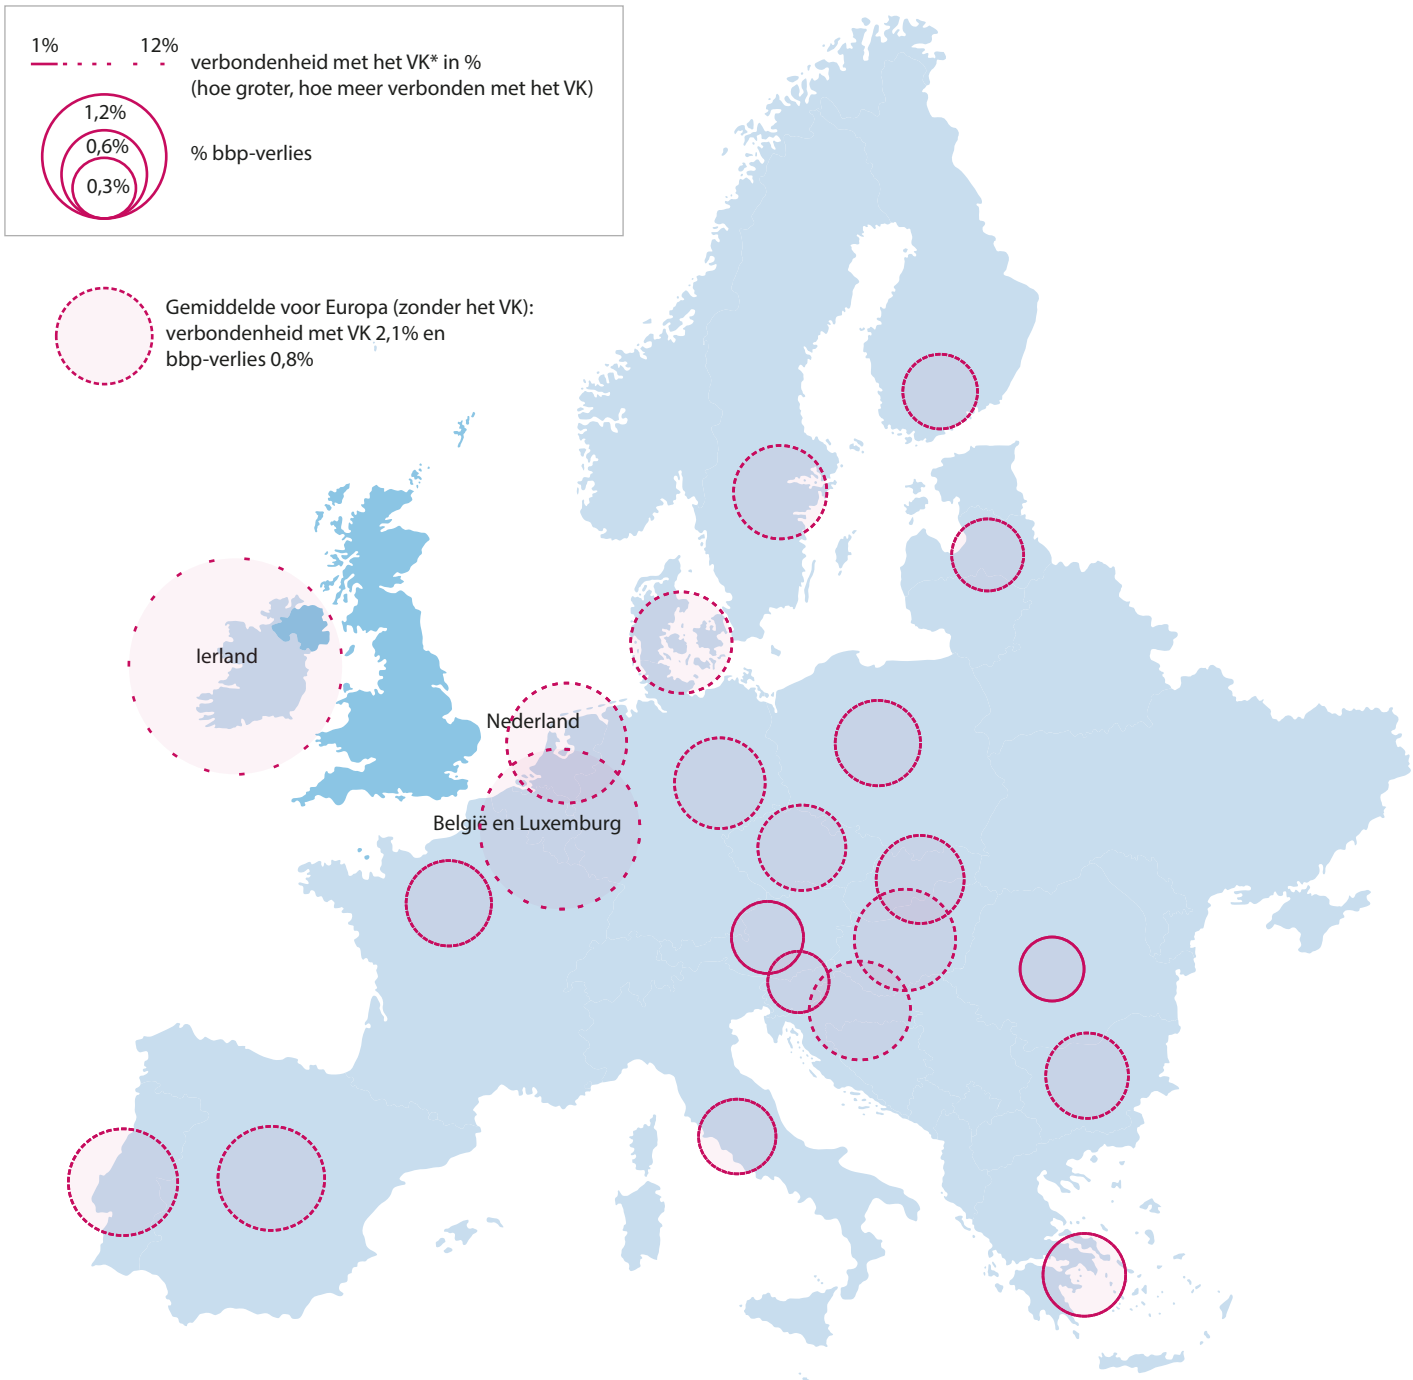 1% 12%
verbondenheid met het VK* in %
(hoe groter, hoe meer verbonden met het VK)
1,2%
0,6%
% bbp-verlies
0,3%
Gemiddelde voor Europa (zonder het VK):
verbondenheid met VK 2,1% en
bbp-verlies 0,8%
Ierland
Nederland
België en Luxemburg